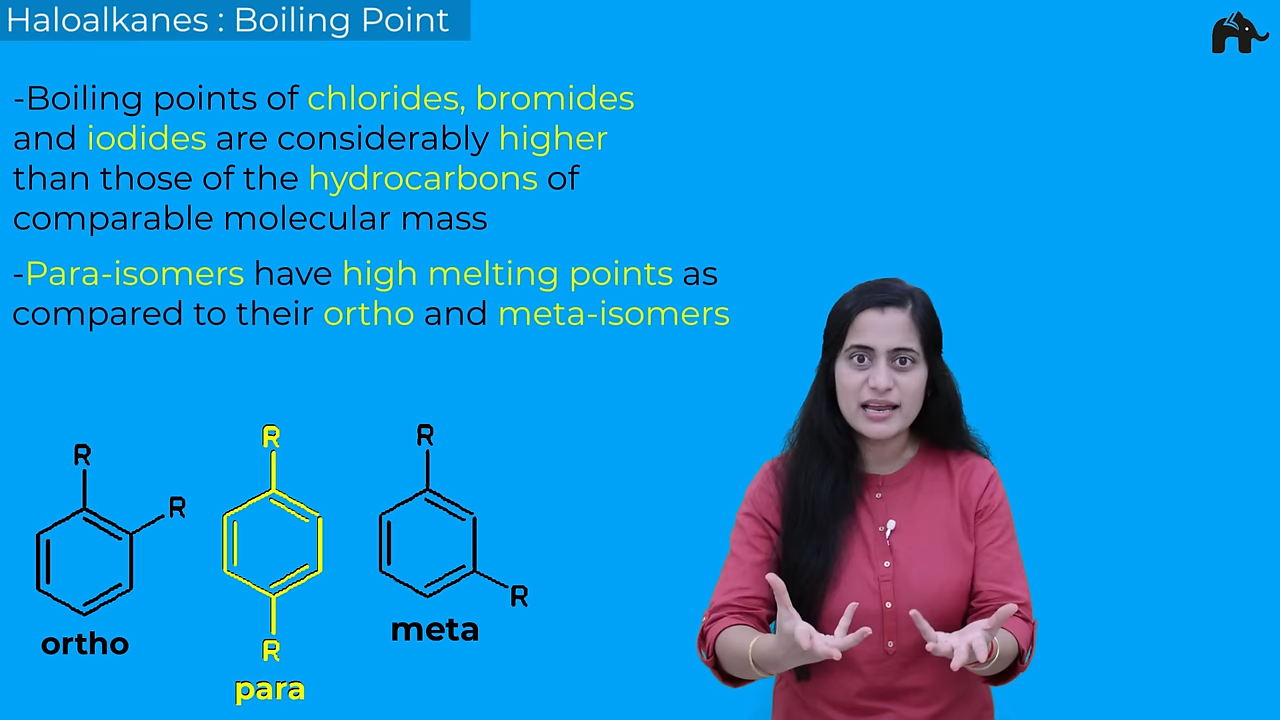 Haloalkanes : Boiling Point
-Boiling points of chlorides, bromides
and iodides are considerably higher
than those of the hydrocarbons of
comparable molecular mass
-Para-isomers have high melting points as
compared to their ortho and meta-isomers
R
R
ortho
R
R
para
R
R
meta